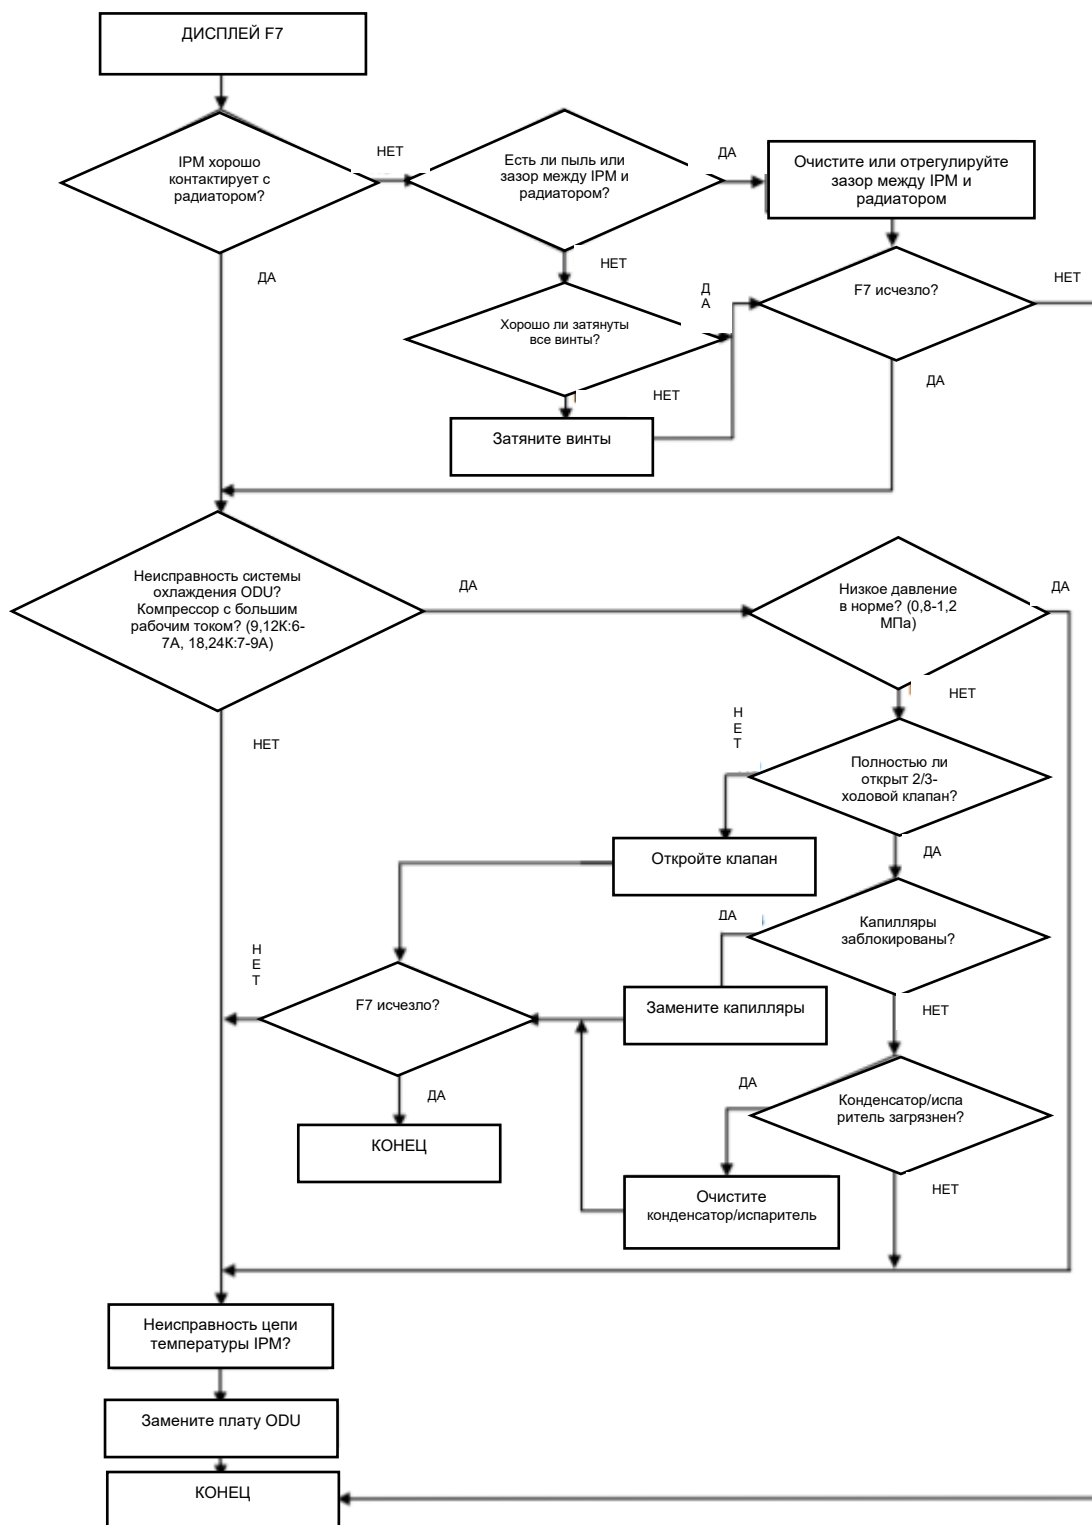 ДИСПЛЕЙ F7
IPM хорошо
контактирует с
радиатором?
НЕТ
Есть ли пыль или
зазор между IPM и
радиатором?
ДА
Очистите или отрегулируйте
зазор между IPM и
радиатором
ДА
НЕТ
Хорошо ли затянуты
все винты?
Д
А
F7 исчезло?
НЕТ
ДА
НЕТ
Затяните винты
Неисправность системы
охлаждения ODU?
Компрессор с большим
рабочим током? (9,12К:6-
7А, 18,24К:7-9А)
ДА
Низкое давление
в норме? (0,8-1,2
МПа)
ДА
НЕТ
НЕТ
Н
Е
Т
Полностью ли
открыт 2/3-
ходовой клапан?
Откройте клапан
ДА
ДА
Капилляры
заблокированы?
Н
Е
Т
F7 исчезло?
Замените капилляры
НЕТ
ДА
ДА
Конденсатор/испа
ритель загрязнен?
КОНЕЦ
Очистите
конденсатор/испаритель
НЕТ
Неисправность цепи
температуры IPM?
Замените плату ODU
КОНЕЦ